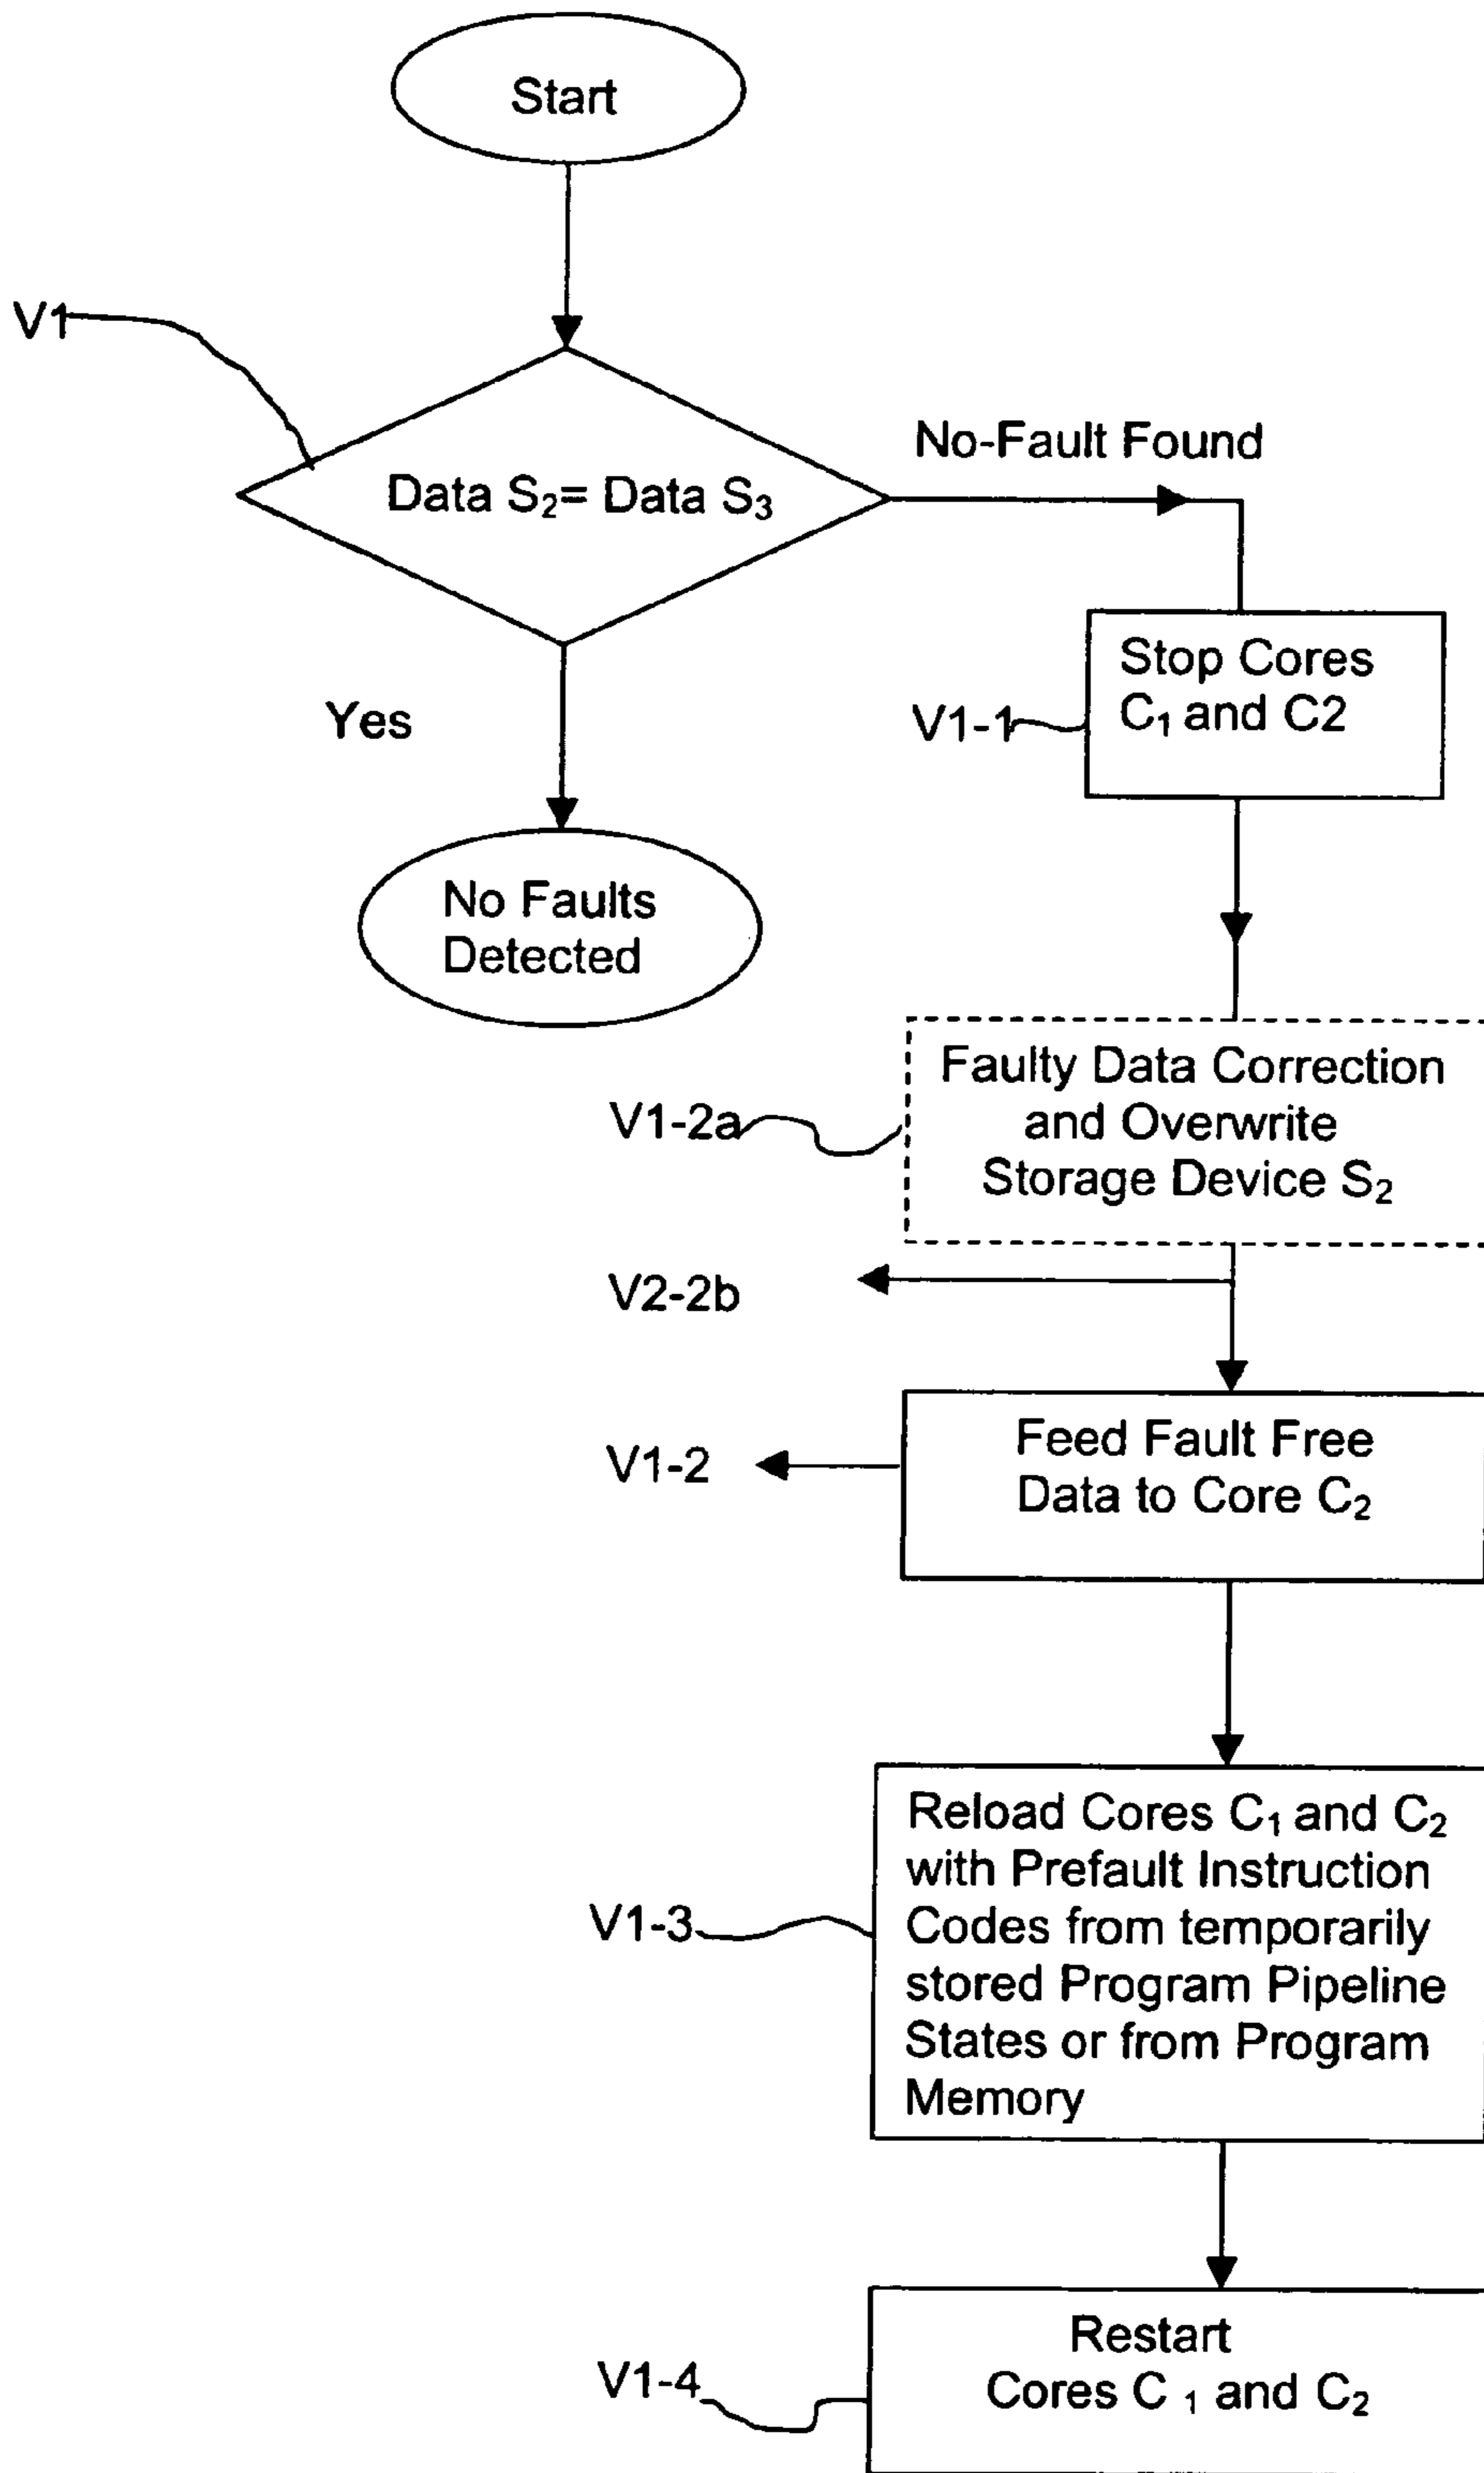 Start
V1
Data S₂= Data S₃
No-Fault Found
Yes
Stop Cores
C₁ and C2
V1-1
No Faults
Detected
Faulty Data Correction
and Overwrite
Storage Device S₂
V1-2a
V2-2b
Feed Fault Free
Data to Core C₂
V1-2
Reload Cores C₁ and C₂
with Prefault Instruction
Codes from temporarily
stored Program Pipeline
States or from Program
Memory
V1-3
Restart
Cores C ₁ and C₂
V1-4